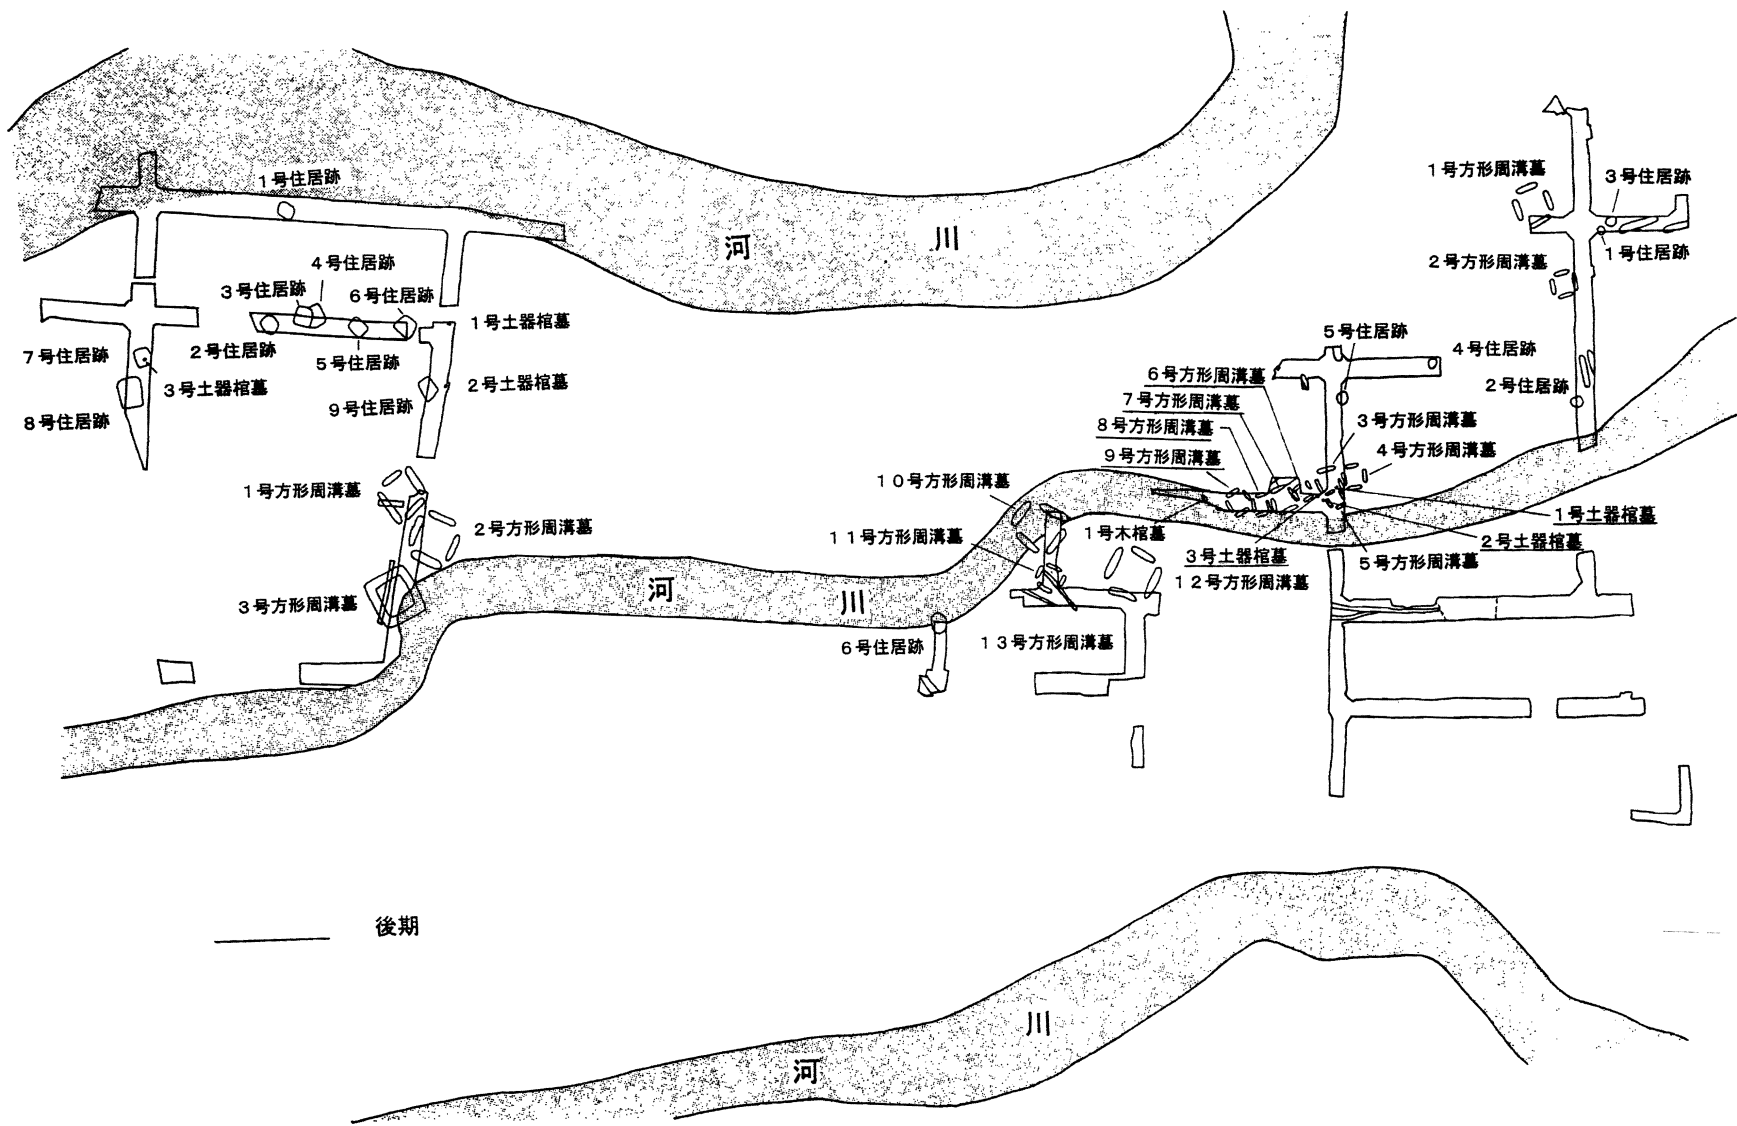 1号住居跡
河川
4号住居跡
3号住居跡
6号住居跡
1号土器棺墓
2号住居跡
5号住居跡
7号住居跡
3号土器棺墓
2号土器棺墓
9号住居跡
8号住居跡
1号方形周溝墓
2号方形周溝墓
3号方形周溝墓
河川
6号住居跡
10号方形周溝墓
11号方形周溝墓
13号方形周溝墓
1号木棺墓
12号方形周溝墓
6号方形周溝墓
7号方形周溝墓
8号方形周溝墓
9号方形周溝墓
5号住居跡
4号住居跡
3号方形周溝墓
4号方形周溝墓
1号土器棺墓
2号土器棺墓
3号土器棺墓
5号方形周溝墓
1号方形周溝墓
3号住居跡
1号住居跡
2号方形周溝墓
2号住居跡
後期
河川